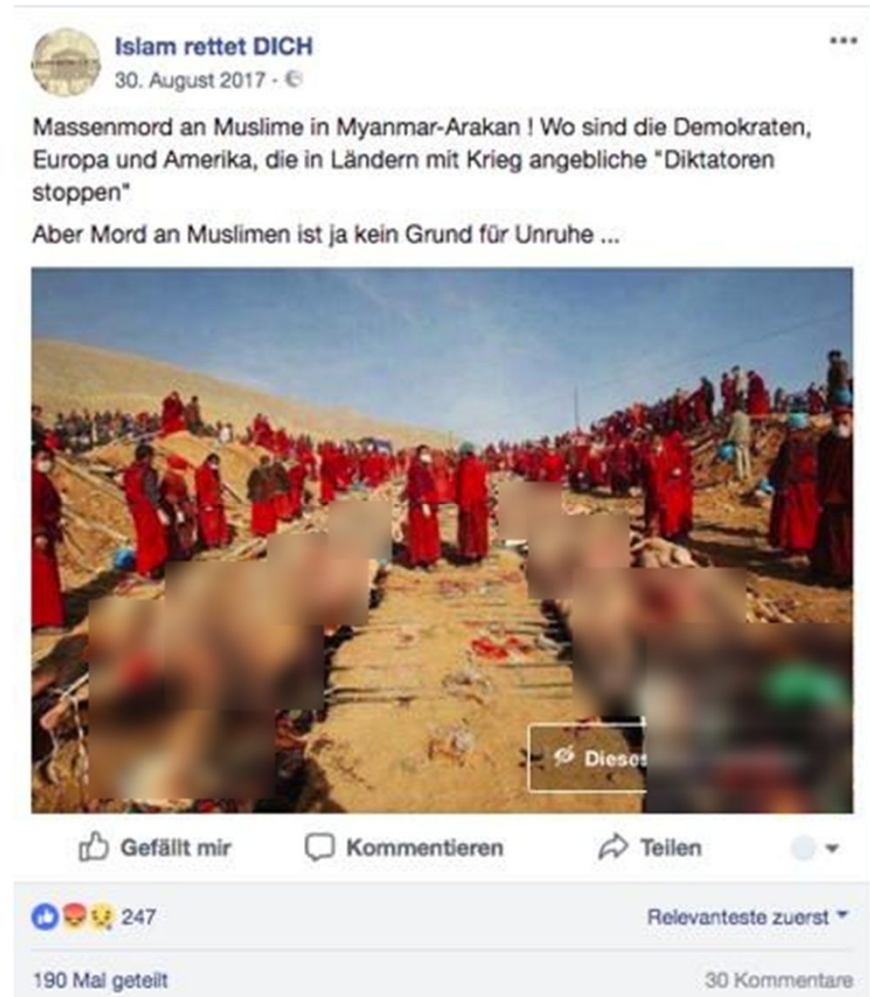 Islam rettet DICH
30. August 2017 ·
Massenmord an Muslime in Myanmar-Arakan ! Wo sind die Demokraten,
Europa und Amerika, die in Ländern mit Krieg angebliche "Diktatoren
stoppen"
Aber Mord an Muslimen ist ja kein Grund für Unruhe ...
Gefällt mir
Kommentieren
Teilen
247
Relevanteste zuerst
190 Mal geteilt
30 Kommentare